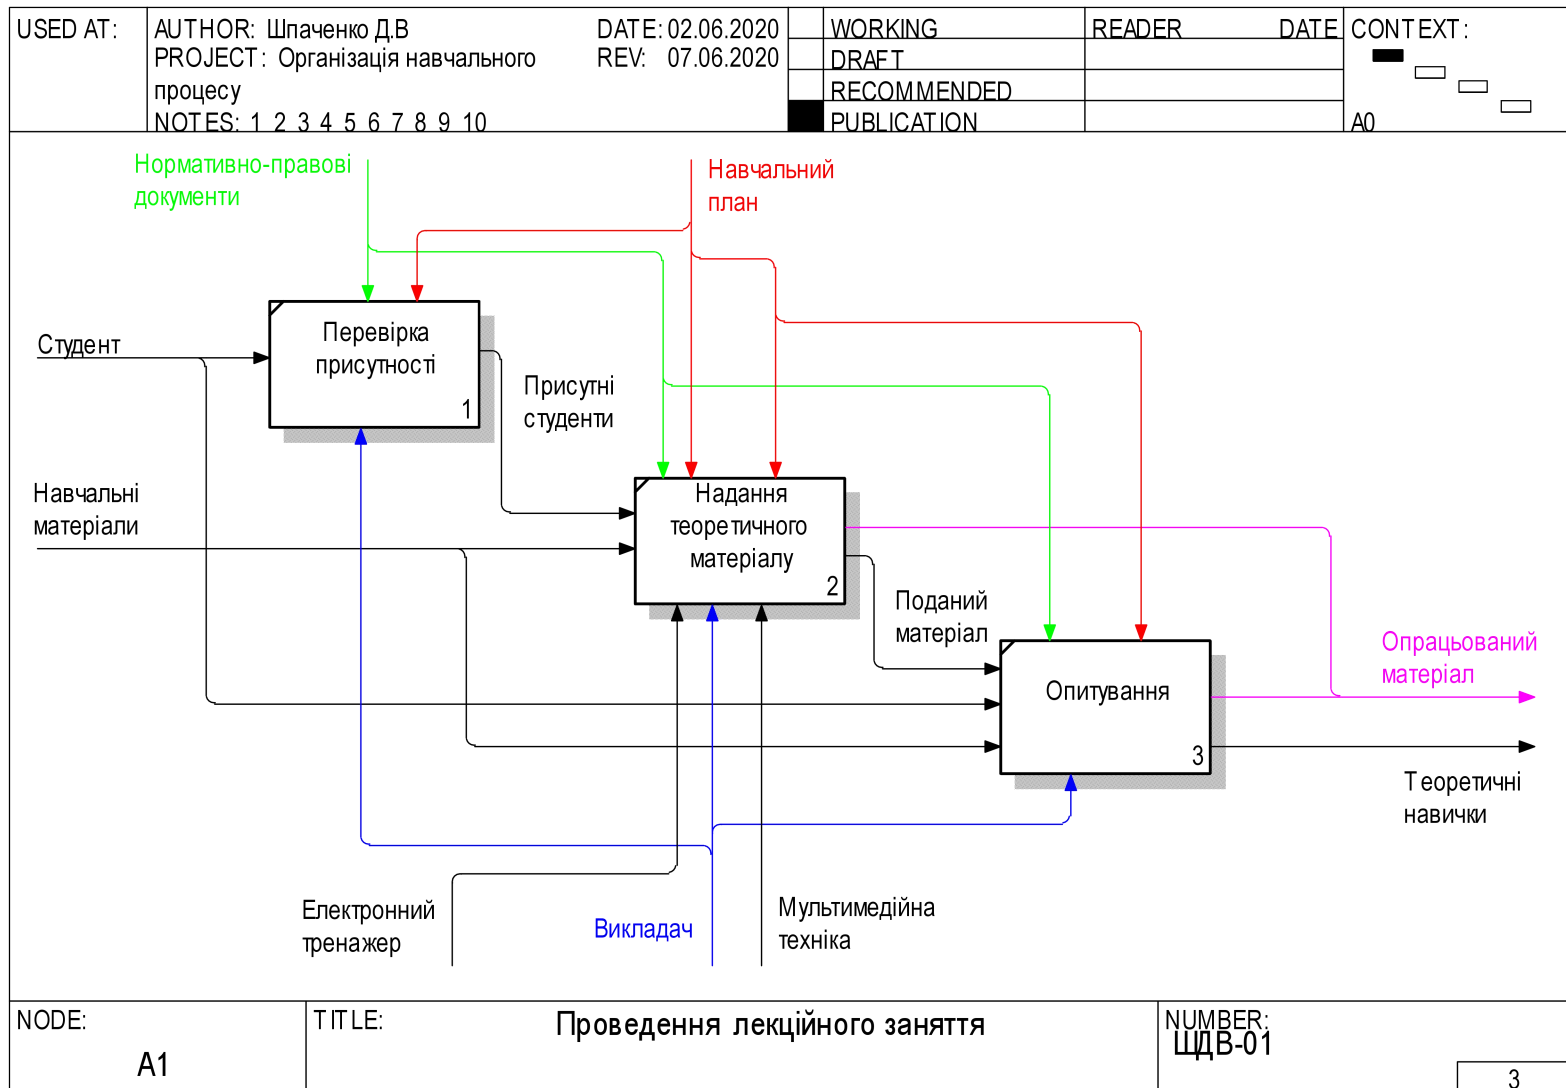 USED AT:
AUTHOR: Шпаченко Д.В
DATE: 02.06.2020
PROJECT: Організація навчального
процесу
REV: 07.06.2020
NOTES: 1 2 3 4 5 6 7 8 9 10
WORKING
DRAFT
RECOMMENDED
PUBLICATION
READER
DATE
CONTEXT:
A0
Нормативно-правові
документи
Навчальний
план
Студент
Перевірка
присутності
1
Присутні
студенти
Навчальні
матеріали
Надання
теоретичного
матеріалу
2
Поданий
матеріал
Опитування
3
Опрацьований
матеріал
Теоретичні
навички
Електронний
тренажер
Викладач
Мультимедійна
техніка
NODE:
A1
TITLE:
Проведення лекційного заняття
NUMBER:
ШДВ-01
3